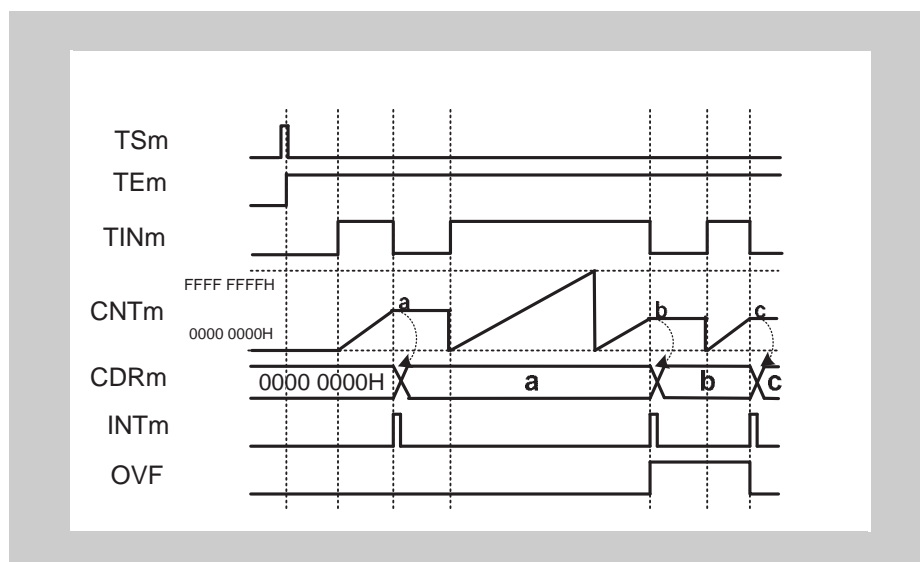 TSm
TEm
TINm
FFFF FFFFH
CNTm
a
b
c
0000 0000H
CDRm
0000 0000H
a
b
c
INTm
OVF